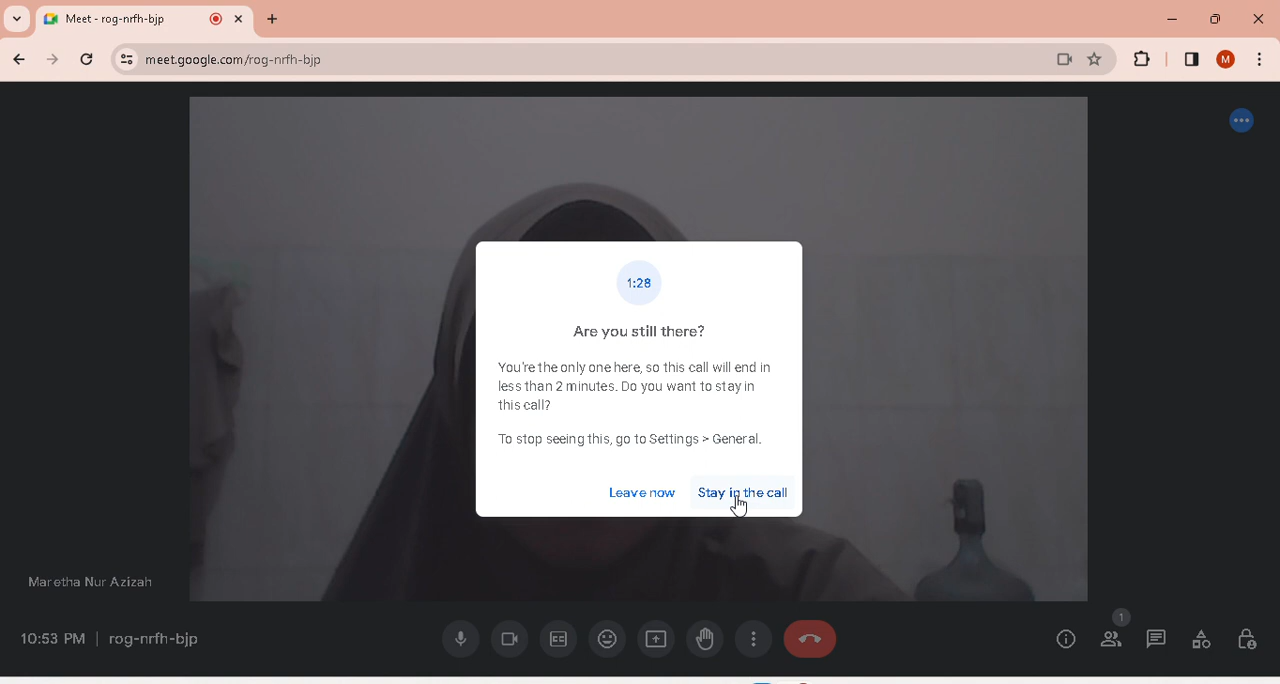 Meet - rog-nrfh-bjp
meet.google.com/rog-nrfh-bjp
M
1:28
Are you still there?
You're the only one here, so this call will end in
less than 2 minutes. Do you want to stay in
this call?
To stop seeing this, go to Settings > General.
Leave now
Stay in the call
Maretha Nur Azizah
10:53 PM | rog-nrfh-bjp
1